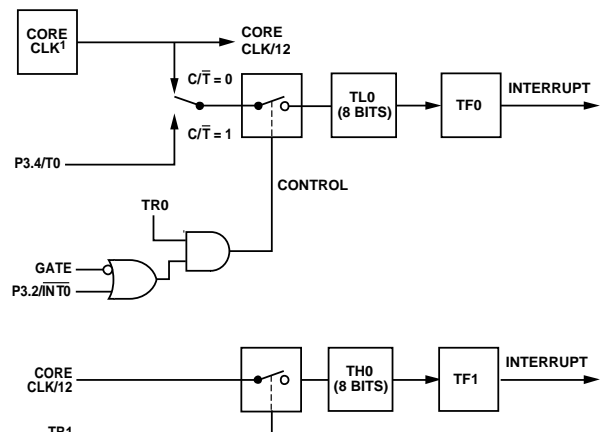 CORE
CLK1
CORE
CLK/12
C/T̅ = 0
C/T̅ = 1
P3.4/T0
TL0
(8 BITS)
TF0
INTERRUPT
CONTROL
TR0
GATE
P3.2/I̅N̅T̅0̅
CORE
CLK/12
TH0
(8 BITS)
TF1
INTERRUPT
TR1